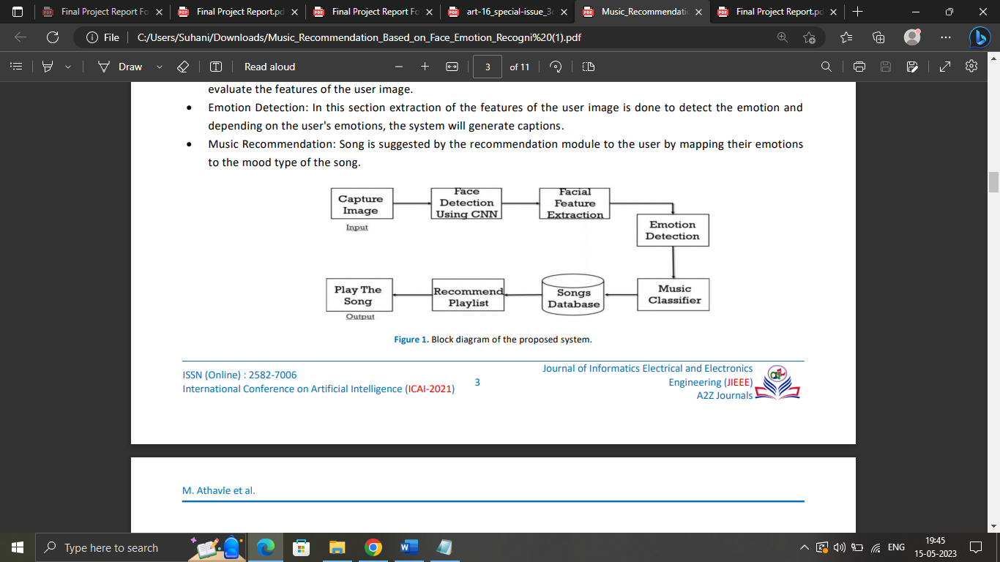 Final Project Report Fo
Final Project Report.pd
Final Project Report Fo
art-16_special-issue_3
Music_Recommendati
Final Project Report.pd
File
C:/Users/Suhani/Downloads/Music_Recommendation_Based_on_Face_Emotion_Recogni%20(1).pdf
Draw
Read aloud
3
of 11
evaluate the features of the user image.
• Emotion Detection: In this section extraction of the features of the user image is done to detect the emotion and
depending on the user's emotions, the system will generate captions.
• Music Recommendation: Song is suggested by the recommendation module to the user by mapping their emotions
to the mood type of the song.
Capture
Image
Input
Face
Detection
Using CNN
Facial
Feature
Extraction
Emotion
Detection
Music
Classifier
Songs
Database
Recommend
Playlist
Play The
Song
Output
Figure 1. Block diagram of the proposed system.
ISSN (Online) : 2582-7006
International Conference on Artificial Intelligence (ICAI-2021)
3
Journal of Informatics Electrical and Electronics
Engineering (JIEEE)
A2Z Journals
M. Athavle et al.
Type here to search
ENG
19:45
15-05-2023